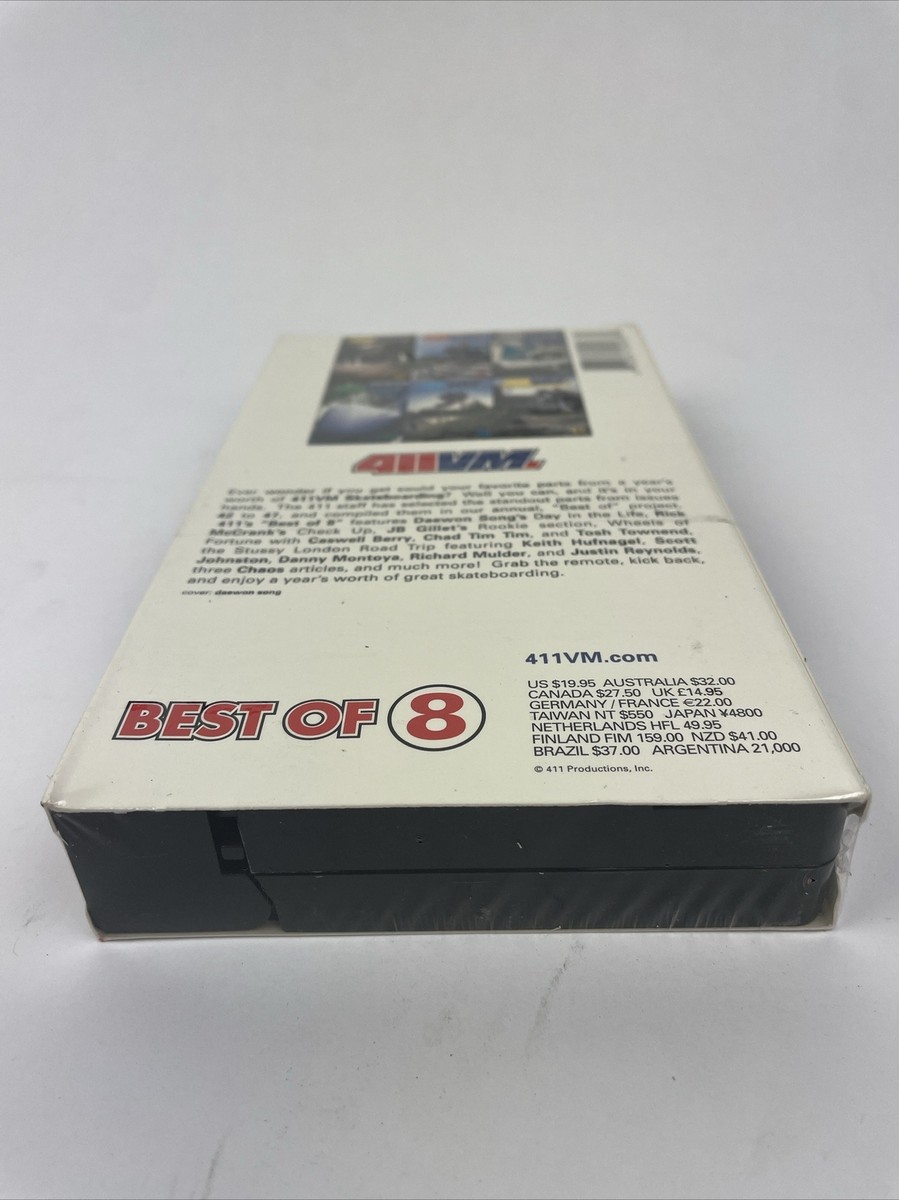 411VM.
Ever wonder if you get could your favorite parts from a year's
worth of 411VM Skateboarding? Well you can, and it's in your
hands. The 411 staff has selected the standout parts from issues
to 47, and compiled them in our annual, "Best of" project.
411's "Best of 8" features Daewon Song's Day in the Life, Rick
McCrank's Check Up, JB Gillet's Rookie section, Wheels of
Fortune with Caswell Berry, Chad Tim Tim, and Tosh Townend,
the Stussy London Road Trip featuring Keith Hufnagel, Scott
Johnston, Danny Montoya, Richard Mulder, and Justin Reynolds,
three Chaos articles, and much more! Grab the remote, kick back,
and enjoy a year's worth of great skateboarding.
cover: daewon song
BEST OF 8
411VM.com
US $19.95 AUSTRALIA $32.00
CANADA $27.50 UK £14.95
GERMANY / FRANCE €22.00
TAIWAN NT $550 JAPAN ¥4800
NETHERLANDS HFL 49.95
FINLAND FIM 159.00 NZD $41.00
BRAZIL $37.00 ARGENTINA 21,000
© 411 Productions, Inc.